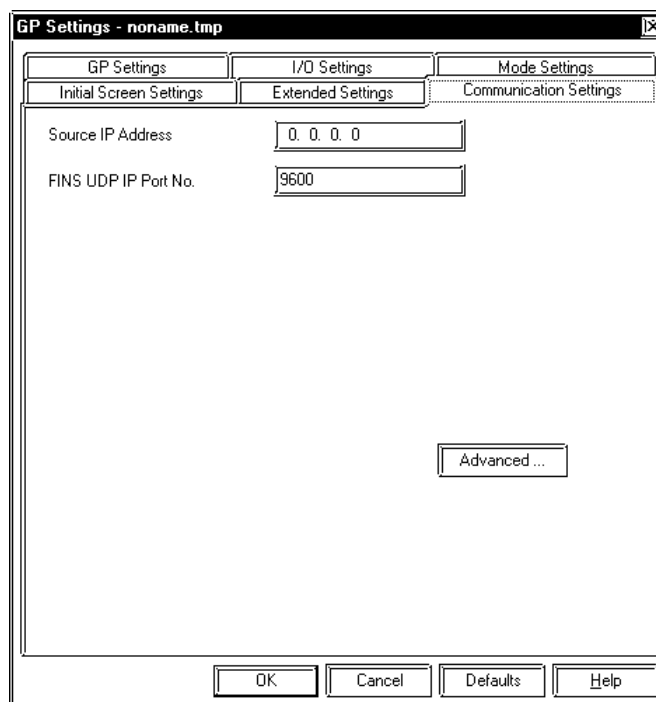 GP Settings - noname.tmp
GP Settings I/O Settings Mode Settings
Initial Screen Settings Extended Settings Communication Settings
Source IP Address 0. 0. 0. 0
FINS UDP IP Port No. 9600
Advanced ...
OK Cancel Defaults Help